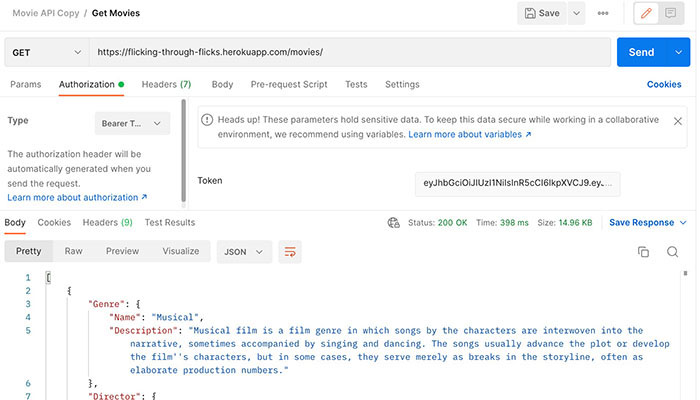 Movie API Copy / Get Movies
Save
GET
https://flicking-through-flicks.herokuapp.com/movies/
Send
Params Authorization Headers (7) Body Pre-request Script Tests Settings
Cookies
Type
Bearer T...
The authorization header will be
automatically generated when you
send the request.
Learn more about authorization ↗
Heads up! These parameters hold sensitive data. To keep this data secure while working in a collaborative
environment, we recommend using variables. Learn more about variables ↗
Token
Body Cookies Headers (9) Test Results
Status: 200 OK Time: 398 ms Size: 14.96 KB Save Response
Pretty Raw Preview Visualize JSON
1 [
2 {
3 "Genre": {
4 "Name": "Musical",
5 "Description": "Musical film is a film genre in which songs by the characters are interwoven into the
narrative, sometimes accompanied by singing and dancing. The songs usually advance the plot or develop
the film''s characters, but in some cases, they serve merely as breaks in the storyline, often as
elaborate production numbers."
6 },
7 "Director": {